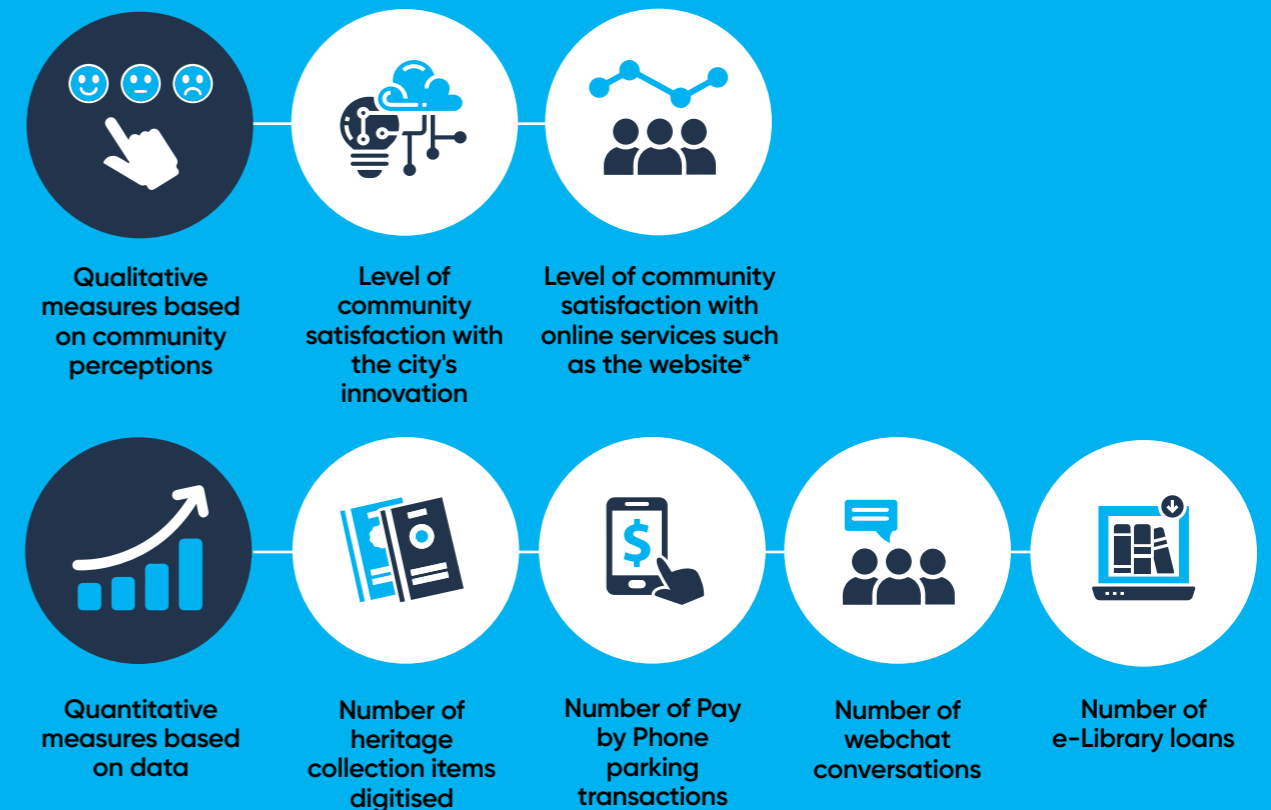 Qualitative
measures based
on community
perceptions
Level of
community
satisfaction with
the city's
innovation
Level of community
satisfaction with
online services such
as the website*
$
Quantitative
measures based
on data
Number of
heritage
collection items
digitised
Number of Pay
by Phone
parking
transactions
Number of
webchat
conversations
Number of
e-Library loans